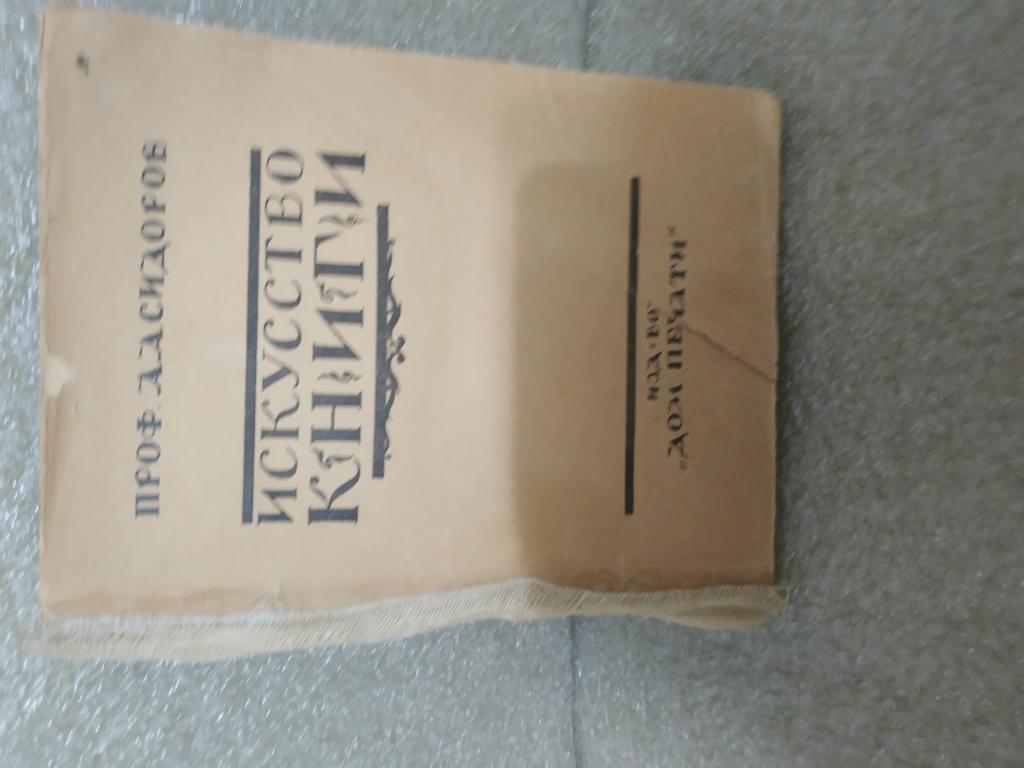 ПРОФ. А.А СИДОРОВ
ИСКУССТВО
КНИГИ
ИЗД-ВО
„ДОМ ПЕЧАТИ“